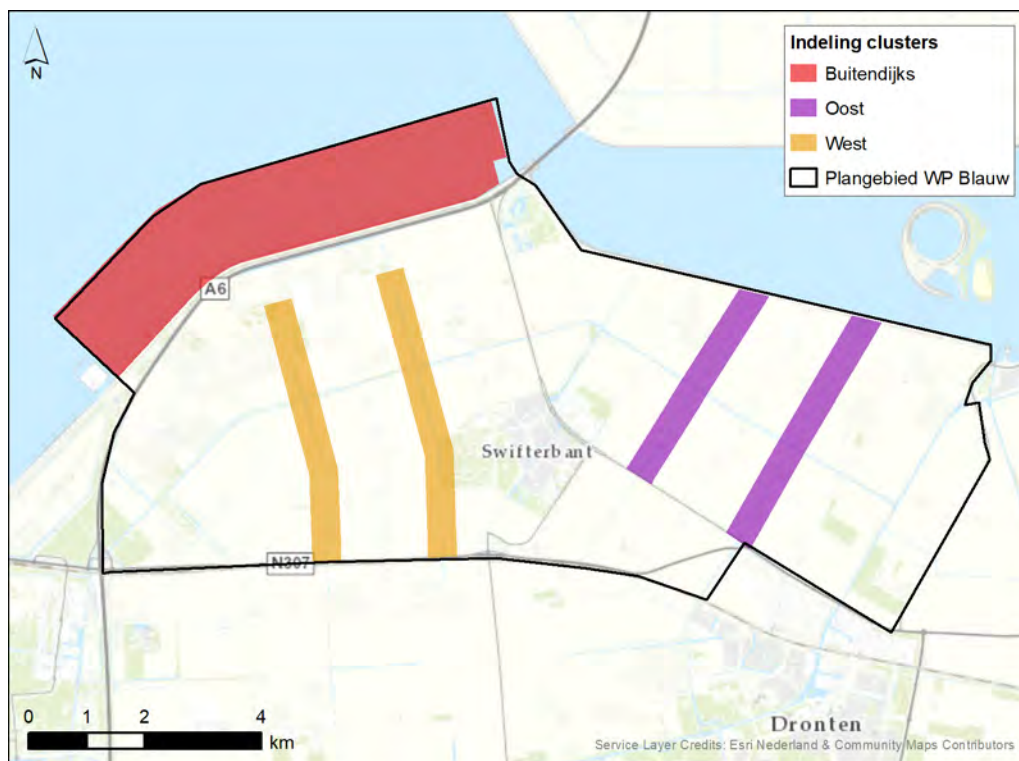 N
Indeling clusters
Buitendijks
Oost
West
Plangebied WP Blauw
A6
Swifterbant
N307
Dronten
0 1 2 4
km
Service Layer Credits: Esri Nederland & Community Maps Contributors